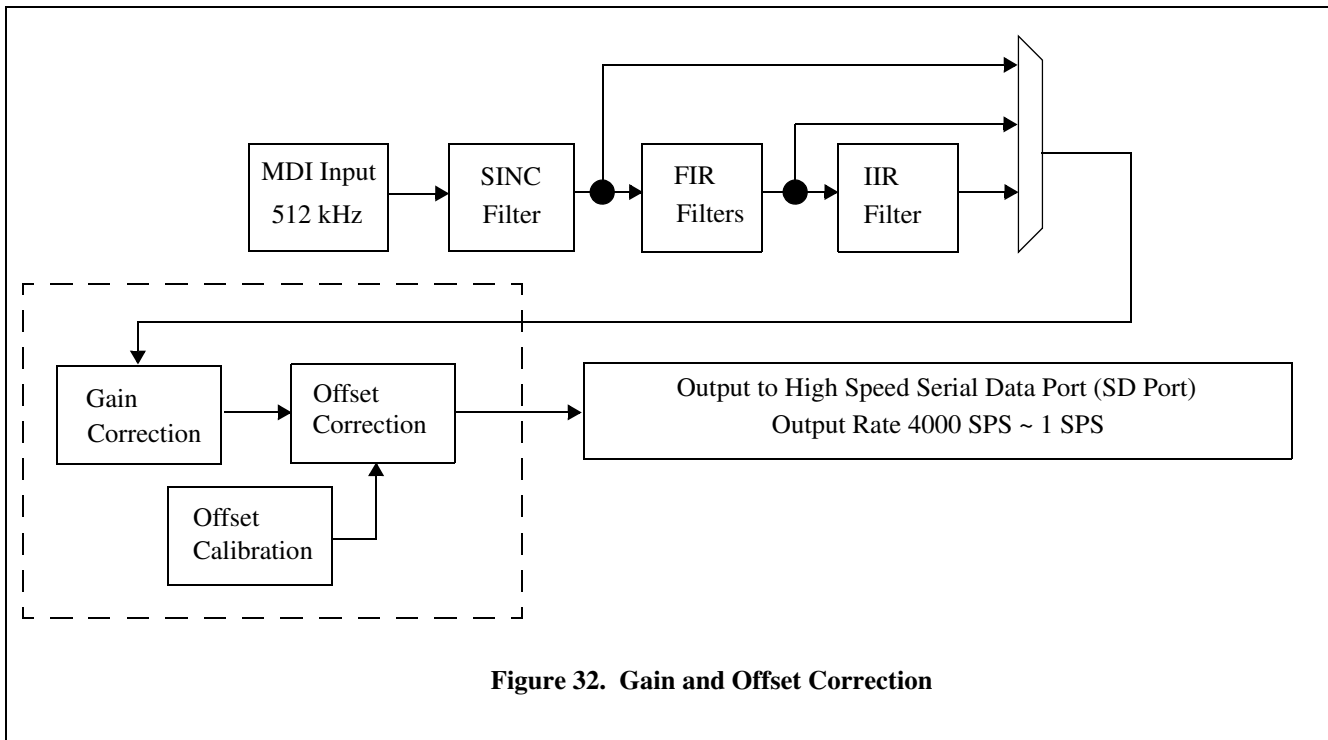 MDI Input
512 kHz
SINC
Filter
FIR
Filters
IIR
Filter
Gain
Correction
Offset
Correction
Output to High Speed Serial Data Port (SD Port)
Output Rate 4000 SPS ~ 1 SPS
Offset
Calibration
Figure 32. Gain and Offset Correction